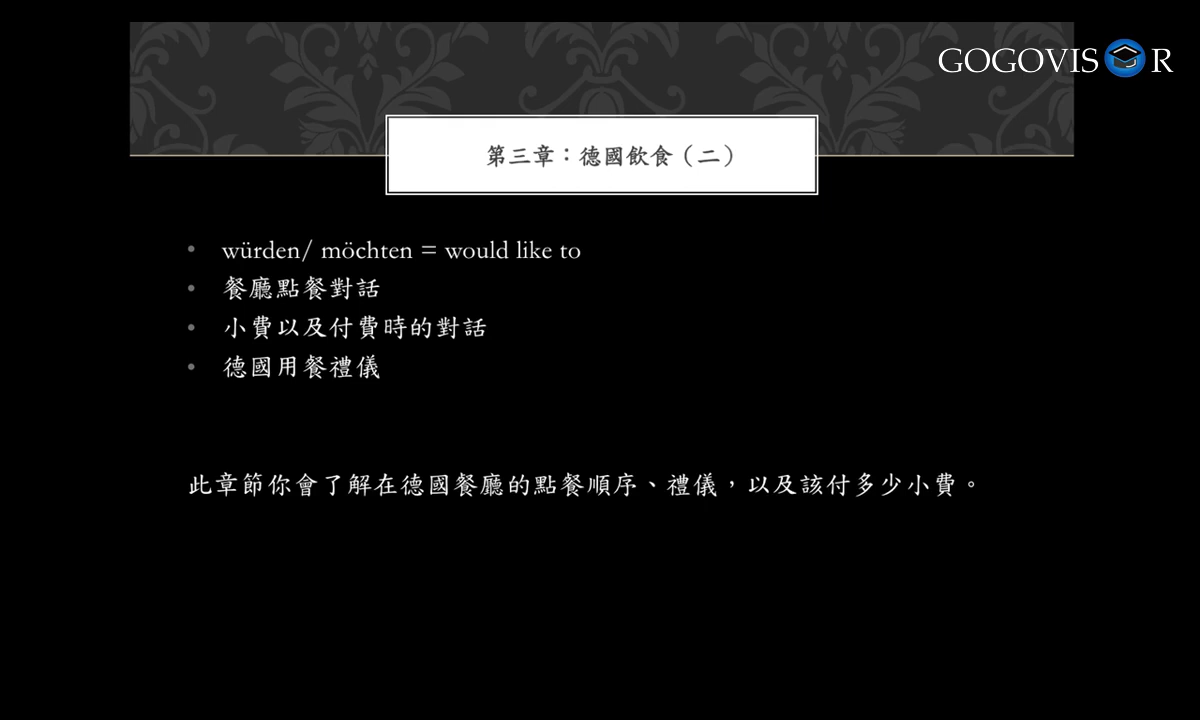 GOGOVISOR
第三章：德國飲食（二）
würden/ möchten = would like to
餐廳點餐對話
小費以及付費時的對話
德國用餐禮儀
此章節你會了解在德國餐廳的點餐順序、禮儀，以及該付多少小費。